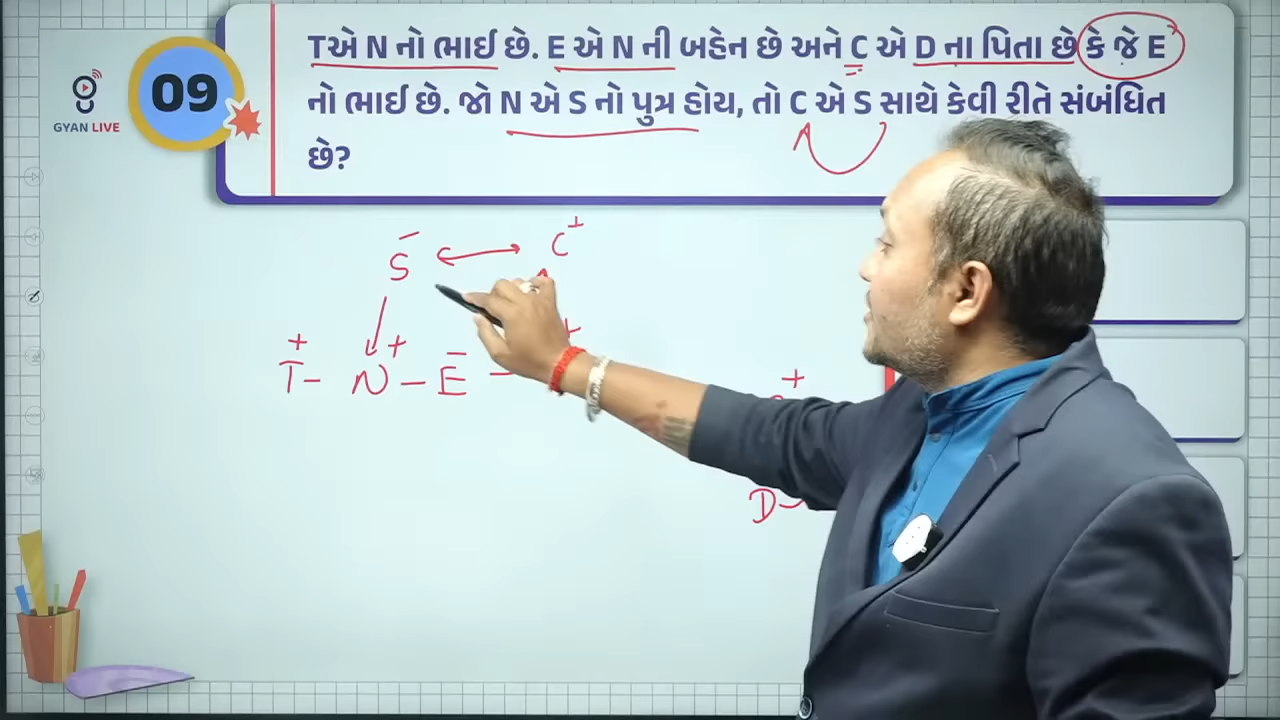 09
GYAN LIVE
Tએ N નો ભાઈ છે. E એ N ની બહેન છે અને C એ D ના પિતા છે કે જે E
નો ભાઈ છે. જો N એ S નો પુત્ર હોય, તો C એ S સાથે કેવી રીતે સંબંધિત
છે?
S̄ ↔ C+
+ + –
T – N – E –
+
D –